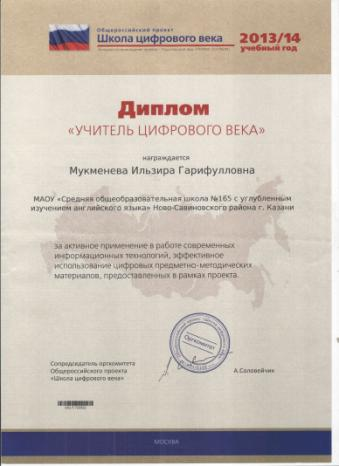 Общероссийский проект
Школа цифрового века
2013/14
учебный год
Диплом
«УЧИТЕЛЬ ЦИФРОВОГО ВЕКА»
награждается
Мукменева Ильзира Гарифулловна
МАОУ «Средняя общеобразовательная школа №165 с углубленным
изучением английского языка» Ново-Савиновского района г. Казани
за активное применение в работе современных
информационных технологий, эффективное
использование цифровых предметно-методических
материалов, предоставленных в рамках проекта.
Оргкомитет
Сопредседатель оргкомитета
Общероссийского проекта
«Школа цифрового века»
А.Соловейчик
МОСКВА